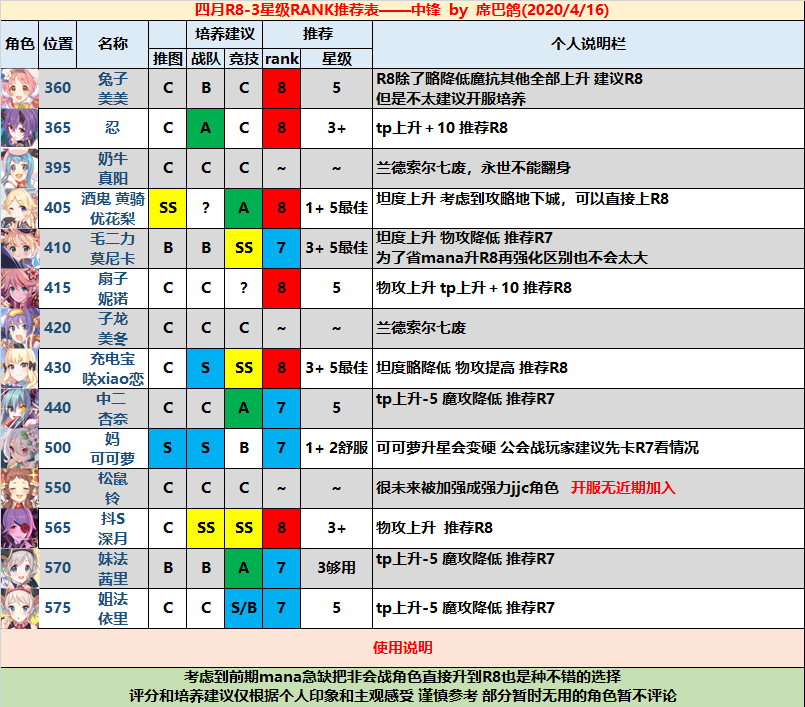 四月R8-3星级RANK推荐表——中锋 by 席巴鸽(2020/4/16)
角色 位置 名称 培养建议 推荐 个人说明栏
推图 战队 竞技 rank 星级
360 兔子 美美 C B C 8 5 R8除了略降低魔抗其他全部上升 建议R8
但是不太建议开服培养
365 忍 C A C 8 3+ tp上升+10 推荐R8
395 奶牛 真阳 C C C ~ ~ 兰德索尔七废，永世不能翻身
405 酒鬼 黄骑 优花梨 SS ? A 8 1+ 5最佳 坦度上升 考虑到攻略地下城，可以直接上R8
410 毛二力 莫尼卡 B B SS 7 3+ 5最佳 坦度上升 物攻降低 推荐R7
为了省mana升R8再强化区别也不会太大
415 扇子 妮诺 C C ? 8 5 物攻上升 tp上升+10 推荐R8
420 子龙 美冬 C C C ~ ~ 兰德索尔七废
430 充电宝 咲xiao恋 C S SS 8 3+ 5最佳 坦度略降低 物攻提高 推荐R8
440 中二 杏奈 C C A 7 5 tp上升-5 魔攻降低 推荐R7
500 妈 可可萝 S S B 7 1+ 2舒服 可可萝升星会变硬 公会战玩家建议先卡R7看情况
550 松鼠 铃 C C C ~ ~ 很未来被加强成强力jjc角色 开服无近期加入
565 抖S 深月 C SS SS 8 3+ 物攻上升 推荐R8
570 妹法 茜里 B B A 7 3够用 tp上升-5 魔攻降低 推荐R7
575 姐法 依里 C C S/B 7 5 tp上升-5 魔攻降低 推荐R7
使用说明
考虑到前期mana急缺把非会战角色直接升到R8也是种不错的选择
评分和培养建议仅根据个人印象和主观感受 谨慎参考 部分暂时无用的角色暂不评论